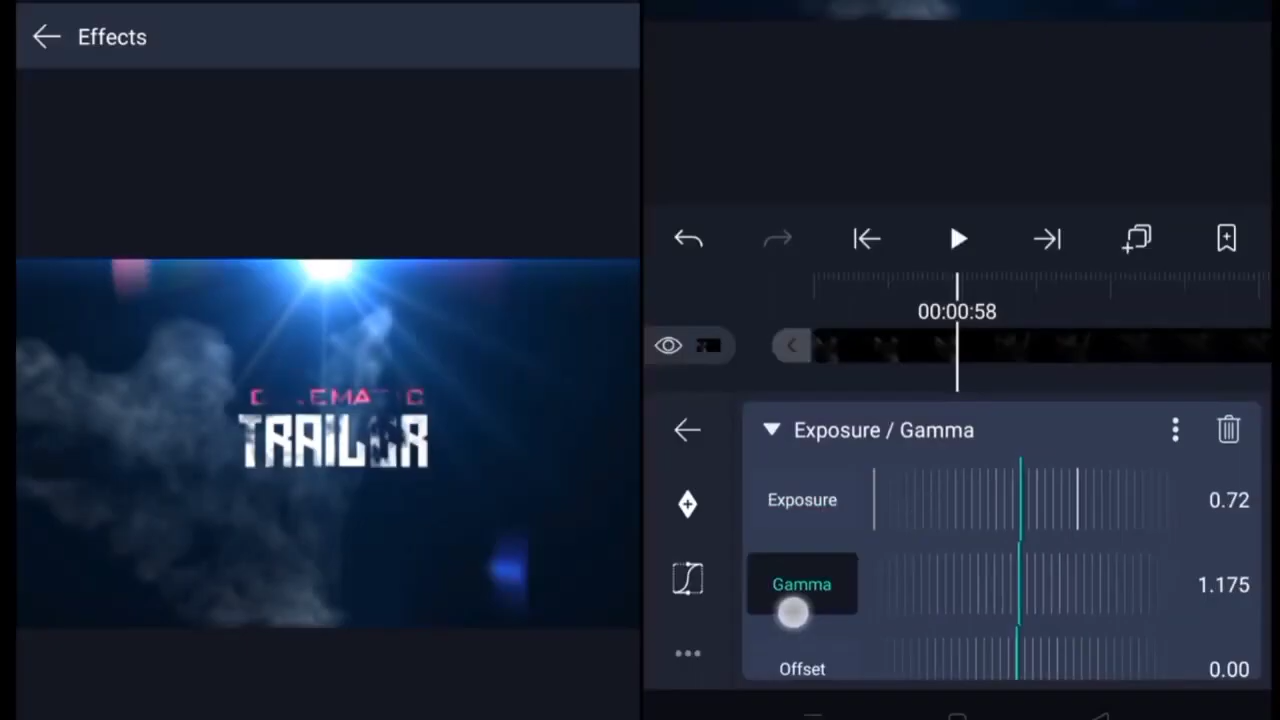 Effects
TRAILER
00:00:58
Exposure / Gamma
Exposure
0.72
Gamma
1.175
Offset
0.00